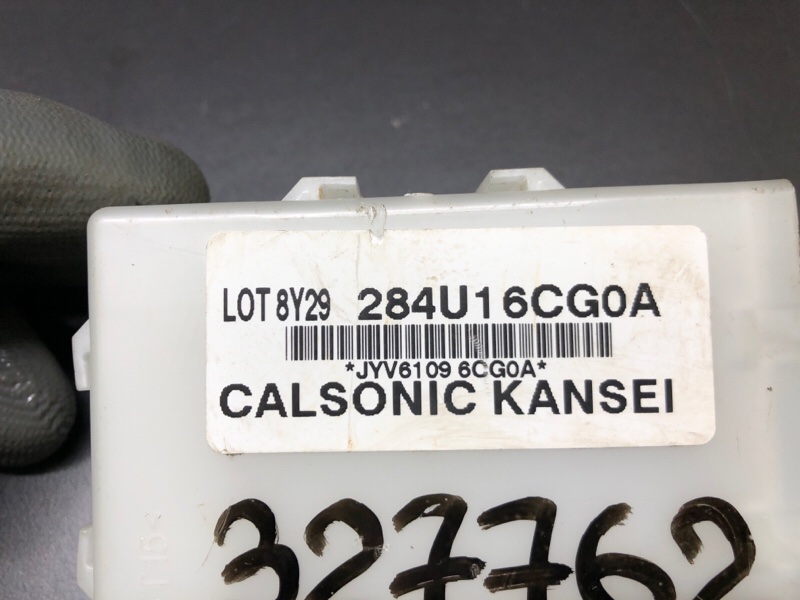 LOT 8Y29 284U16CG0A
*JYV6109 6CG0A*
CALSONIC KANSEI
327762